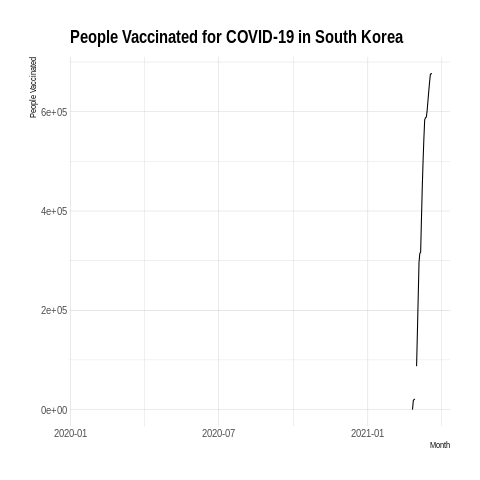 People Vaccinated for COVID-19 in South Korea
People Vaccinated
6e+05
4e+05
2e+05
0e+00
2020-01
2020-07
2021-01
Month